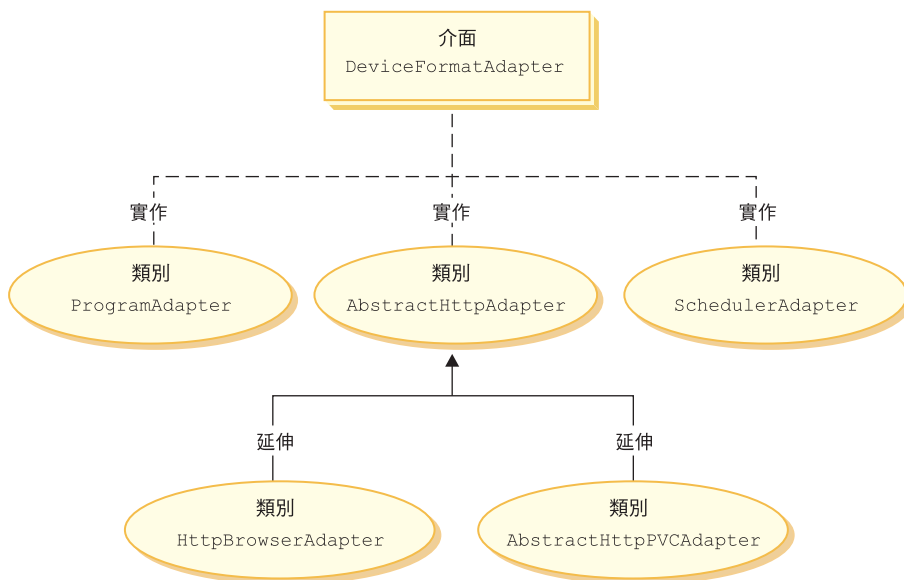 介面
DeviceFormatAdapter
實作
實作
實作
類別
ProgramAdapter
類別
AbstractHttpAdapter
類別
SchedulerAdapter
延伸
延伸
類別
HttpBrowserAdapter
類別
AbstractHttpPVCAdapter